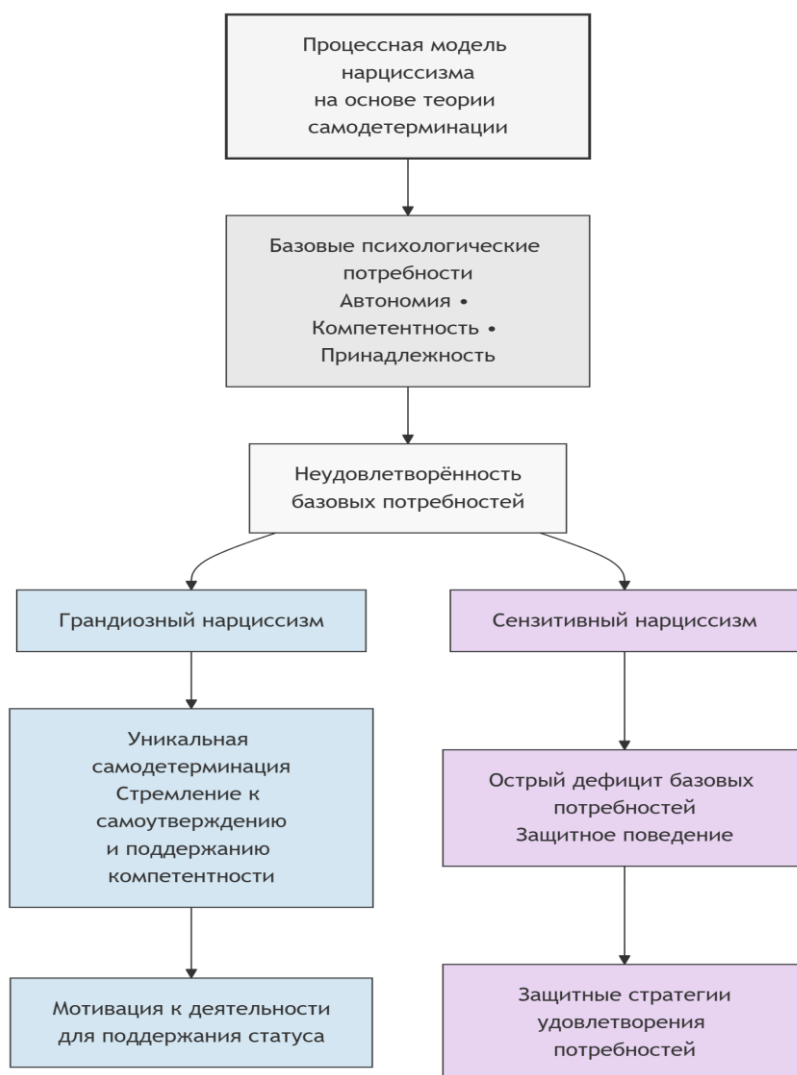 Процессная модель
нарциссизма
на основе теории
самодетерминации
Базовые психологические
потребности
Автономия •
Компетентность •
Принадлежность
Неудовлетворённость
базовых потребностей
Грандиозный нарциссизм
Сензитивный нарциссизм
Уникальная
самодетерминация
Стремление к
самоутверждению
и поддержанию
компетентности
Острый дефицит базовых
потребностей
Защитное поведение
Мотивация к деятельности
для поддержания статуса
Защитные стратегии
удовлетворения
потребностей